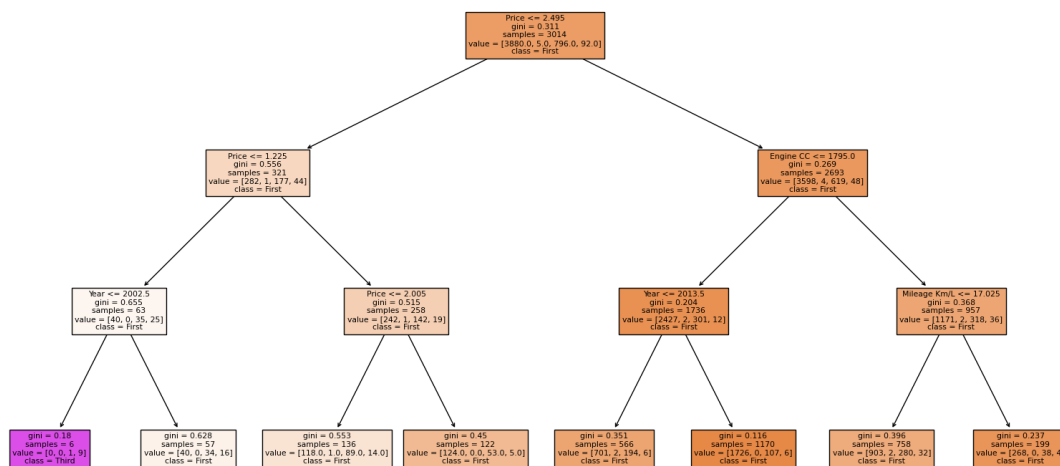 Price <= 2.495
gini = 0.311
samples = 3014
value = [3880.0, 5.0, 796.0, 92.0]
class = First
Price <= 1.225
gini = 0.556
samples = 321
value = [282, 1, 177, 44]
class = First
Engine CC <= 1795.0
gini = 0.269
samples = 2693
value = [3598, 4, 619, 48]
class = First
Year <= 2002.5
gini = 0.655
samples = 63
value = [40, 0, 35, 25]
class = First
Price <= 2.005
gini = 0.515
samples = 258
value = [242, 1, 142, 19]
class = First
Year <= 2013.5
gini = 0.204
samples = 1736
value = [2427, 2, 301, 12]
class = First
Mileage Km/L <= 17.025
gini = 0.368
samples = 957
value = [1171, 2, 318, 36]
class = First
gini = 0.18
samples = 6
value = [0, 0, 1, 9]
class = Third
gini = 0.628
samples = 57
value = [40, 0, 34, 16]
class = First
gini = 0.553
samples = 136
value = [118.0, 1.0, 89.0, 14.0]
class = First
gini = 0.45
samples = 122
value = [124.0, 0.0, 53.0, 5.0]
class = First
gini = 0.351
samples = 566
value = [701, 2, 194, 6]
class = First
gini = 0.116
samples = 1170
value = [1726, 0, 107, 6]
class = First
gini = 0.396
samples = 758
value = [903, 2, 280, 32]
class = First
gini = 0.237
samples = 199
value = [268, 0, 38, 4]
class = First